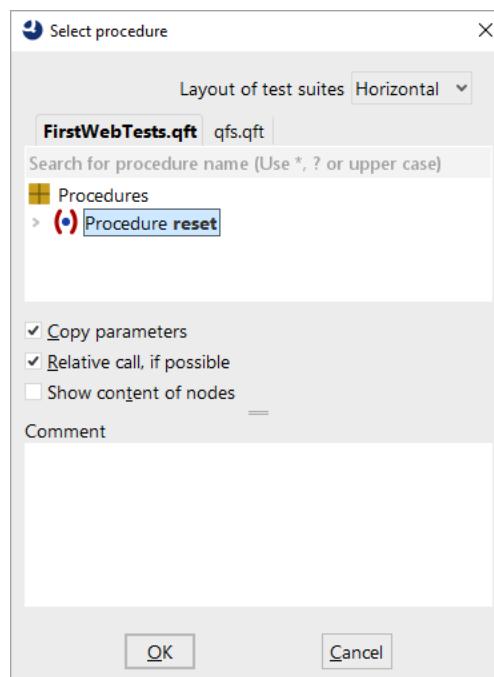 Select procedure
Layout of test suites Horizontal
FirstWebTests.qft qfs.qft
Search for procedure name (Use *, ? or upper case)
Procedures
Procedure reset
Copy parameters
Relative call, if possible
Show content of nodes
Comment
OK Cancel